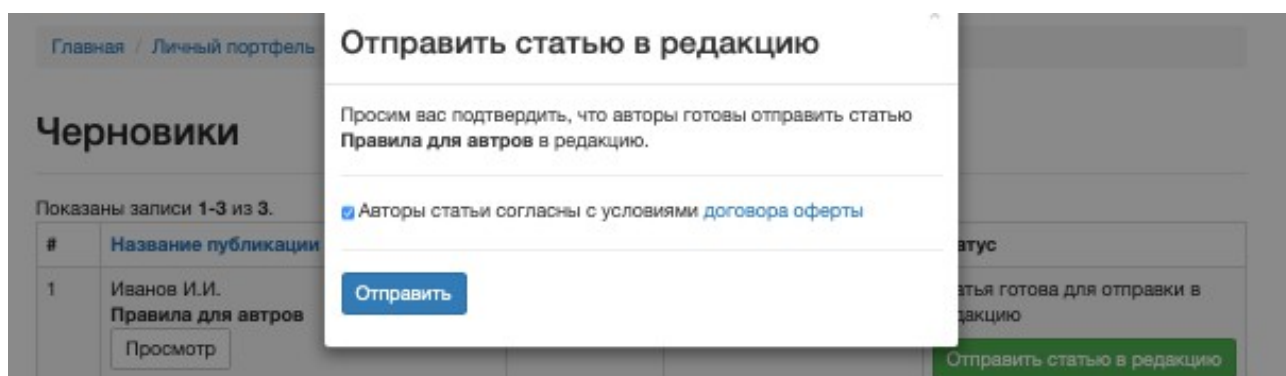 Главная / Личный портфель
Отправить статью в редакцию
×
Просим вас подтвердить, что авторы готовы отправить статью
Правила для автров в редакцию.
Черновики
Авторы статьи согласны с условиями договора оферты
Показаны записи 1-3 из 3.
# Название публикации атус
Отправить
1 Иванов И.И. атья готова для отправки в
Правила для автров дакцию
Просмотр Отправить статью в редакцию